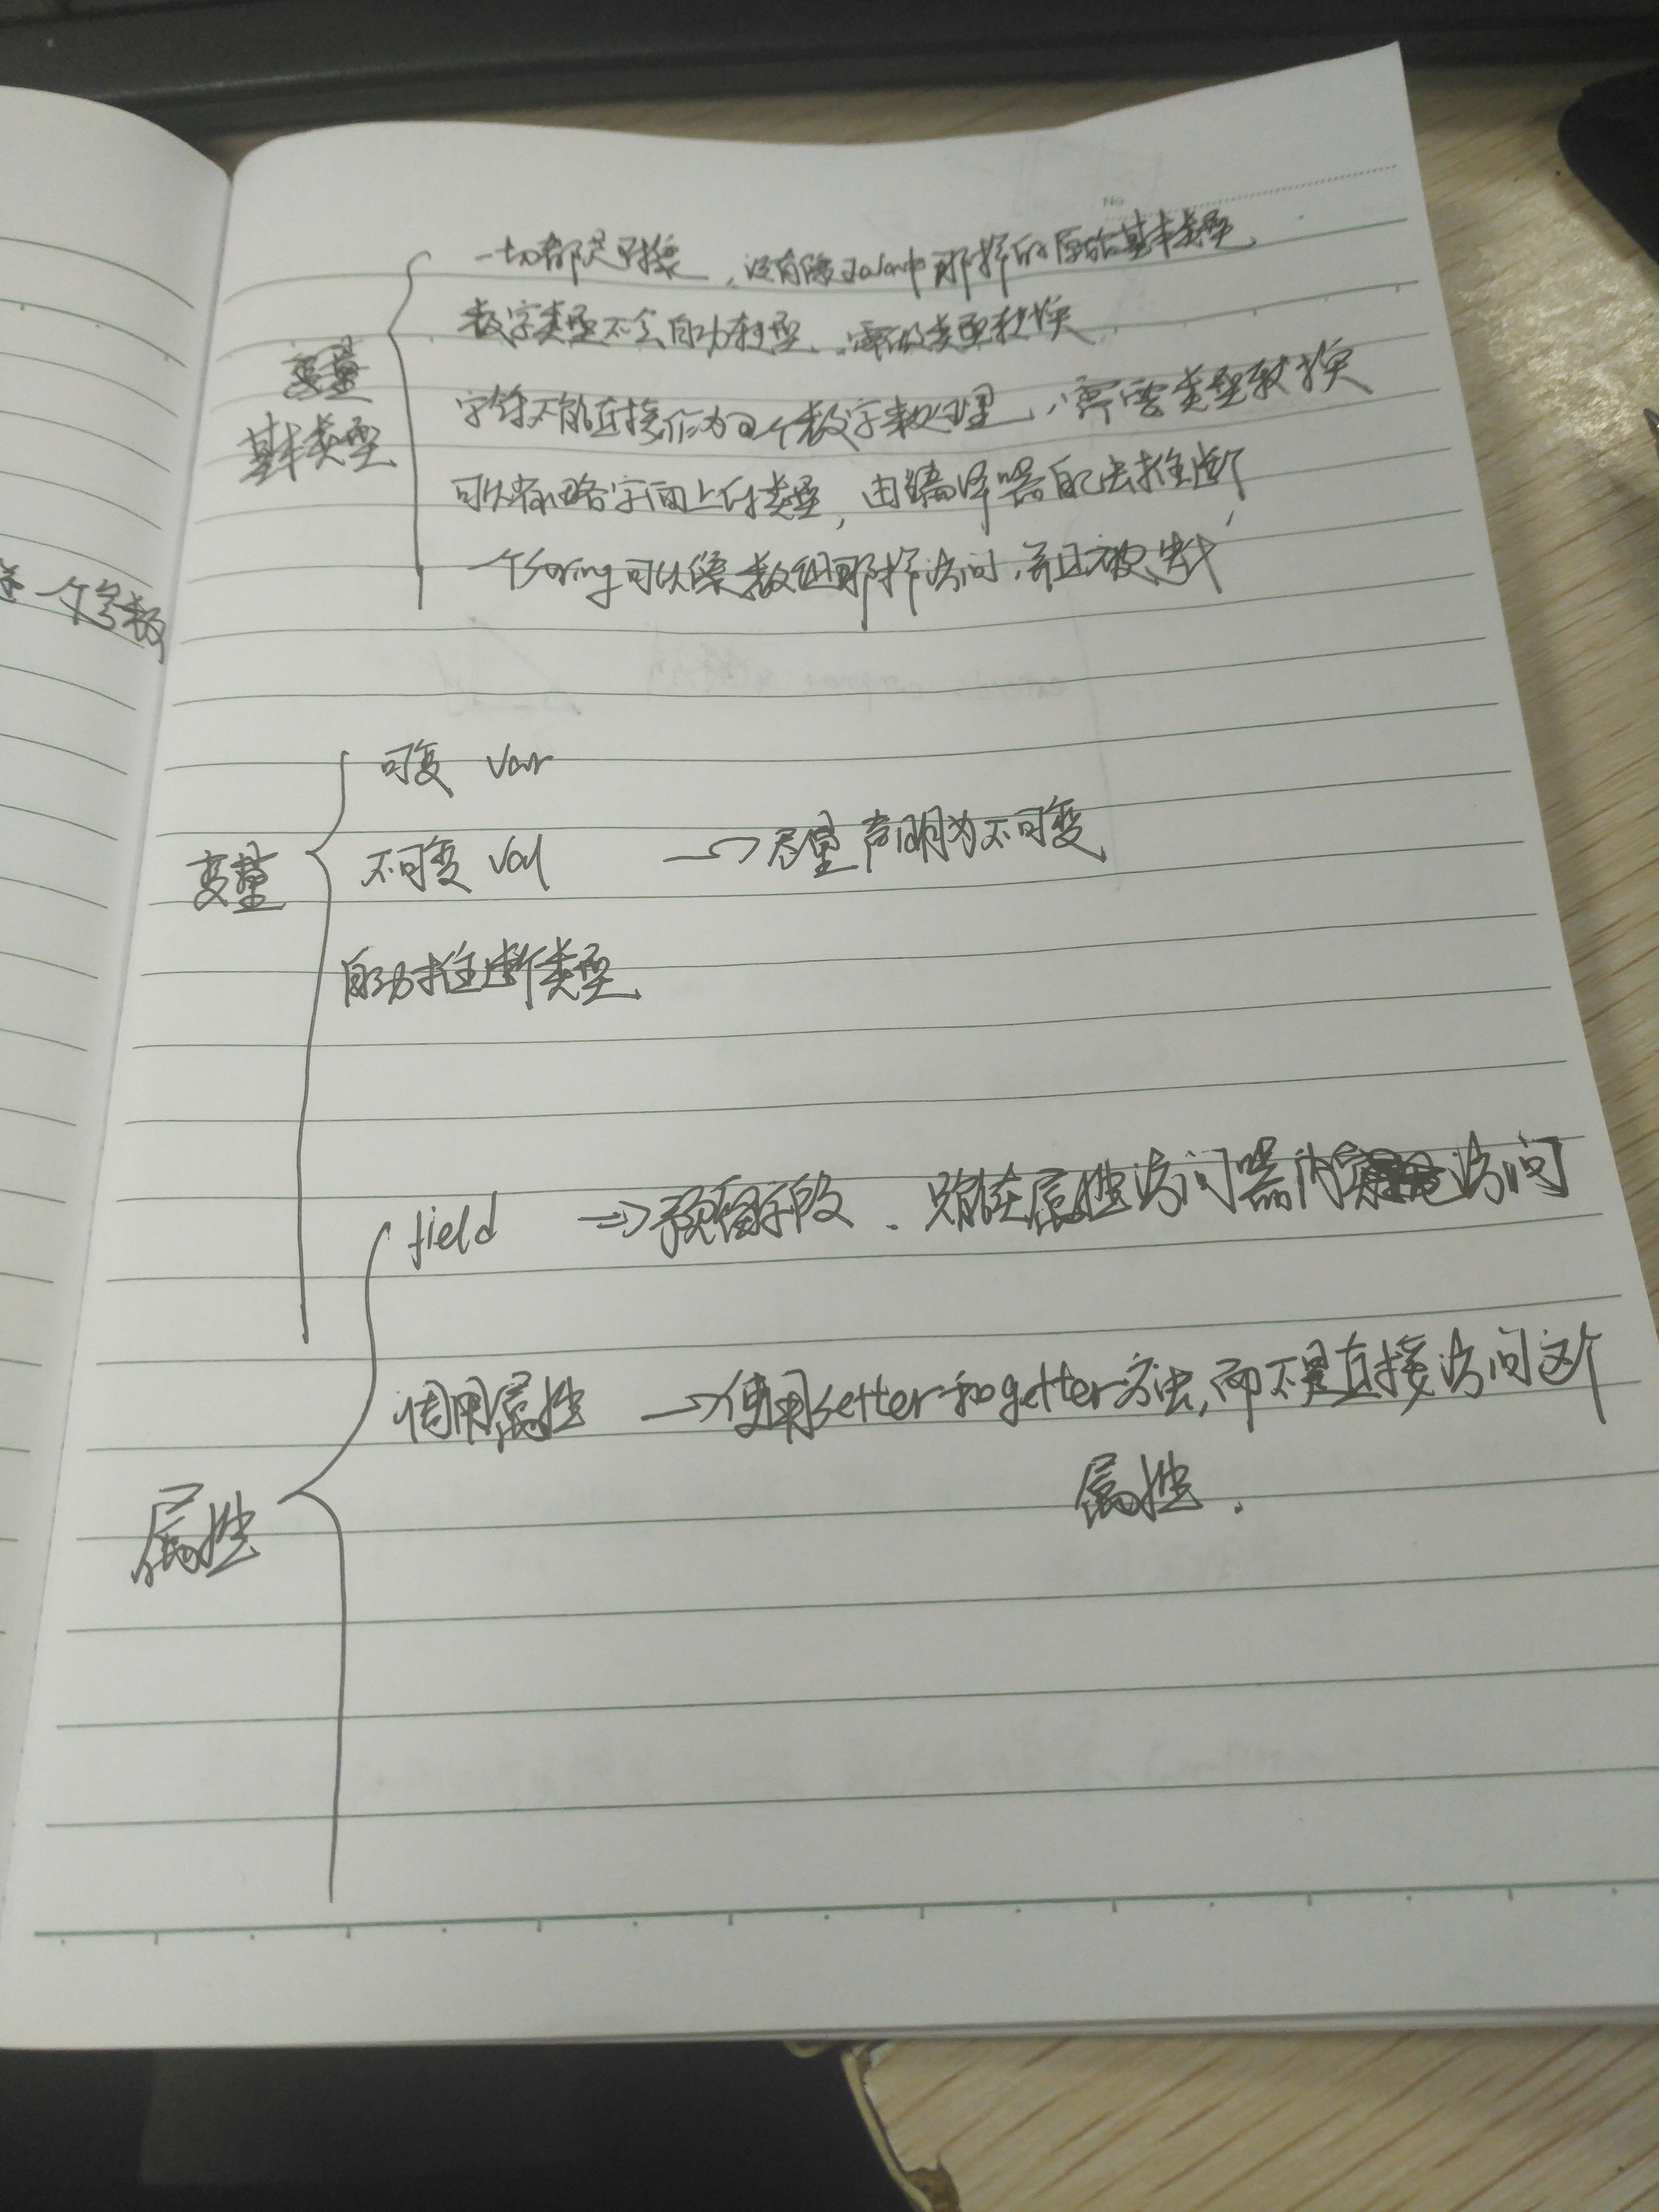 No
一切都是对象,没有像Java中那样的原始基本类型
数字类型不会自动转型,需做类型转换
变量
字符不能直接作为一个数字来处理,需要类型转换
基本类型
可以省略字面上的类型,由编译器自己去推断
一个String可以像数组那样访问,并且被迭代
一个参数
可变 var
不可变 val → 尽量声明为不可变
变量
自动推断类型
field ⇒ 预留字段.只能在属性访问器内访问
调用属性 → 使用setter和getter方法,而不是直接访问这个
属性.
属性